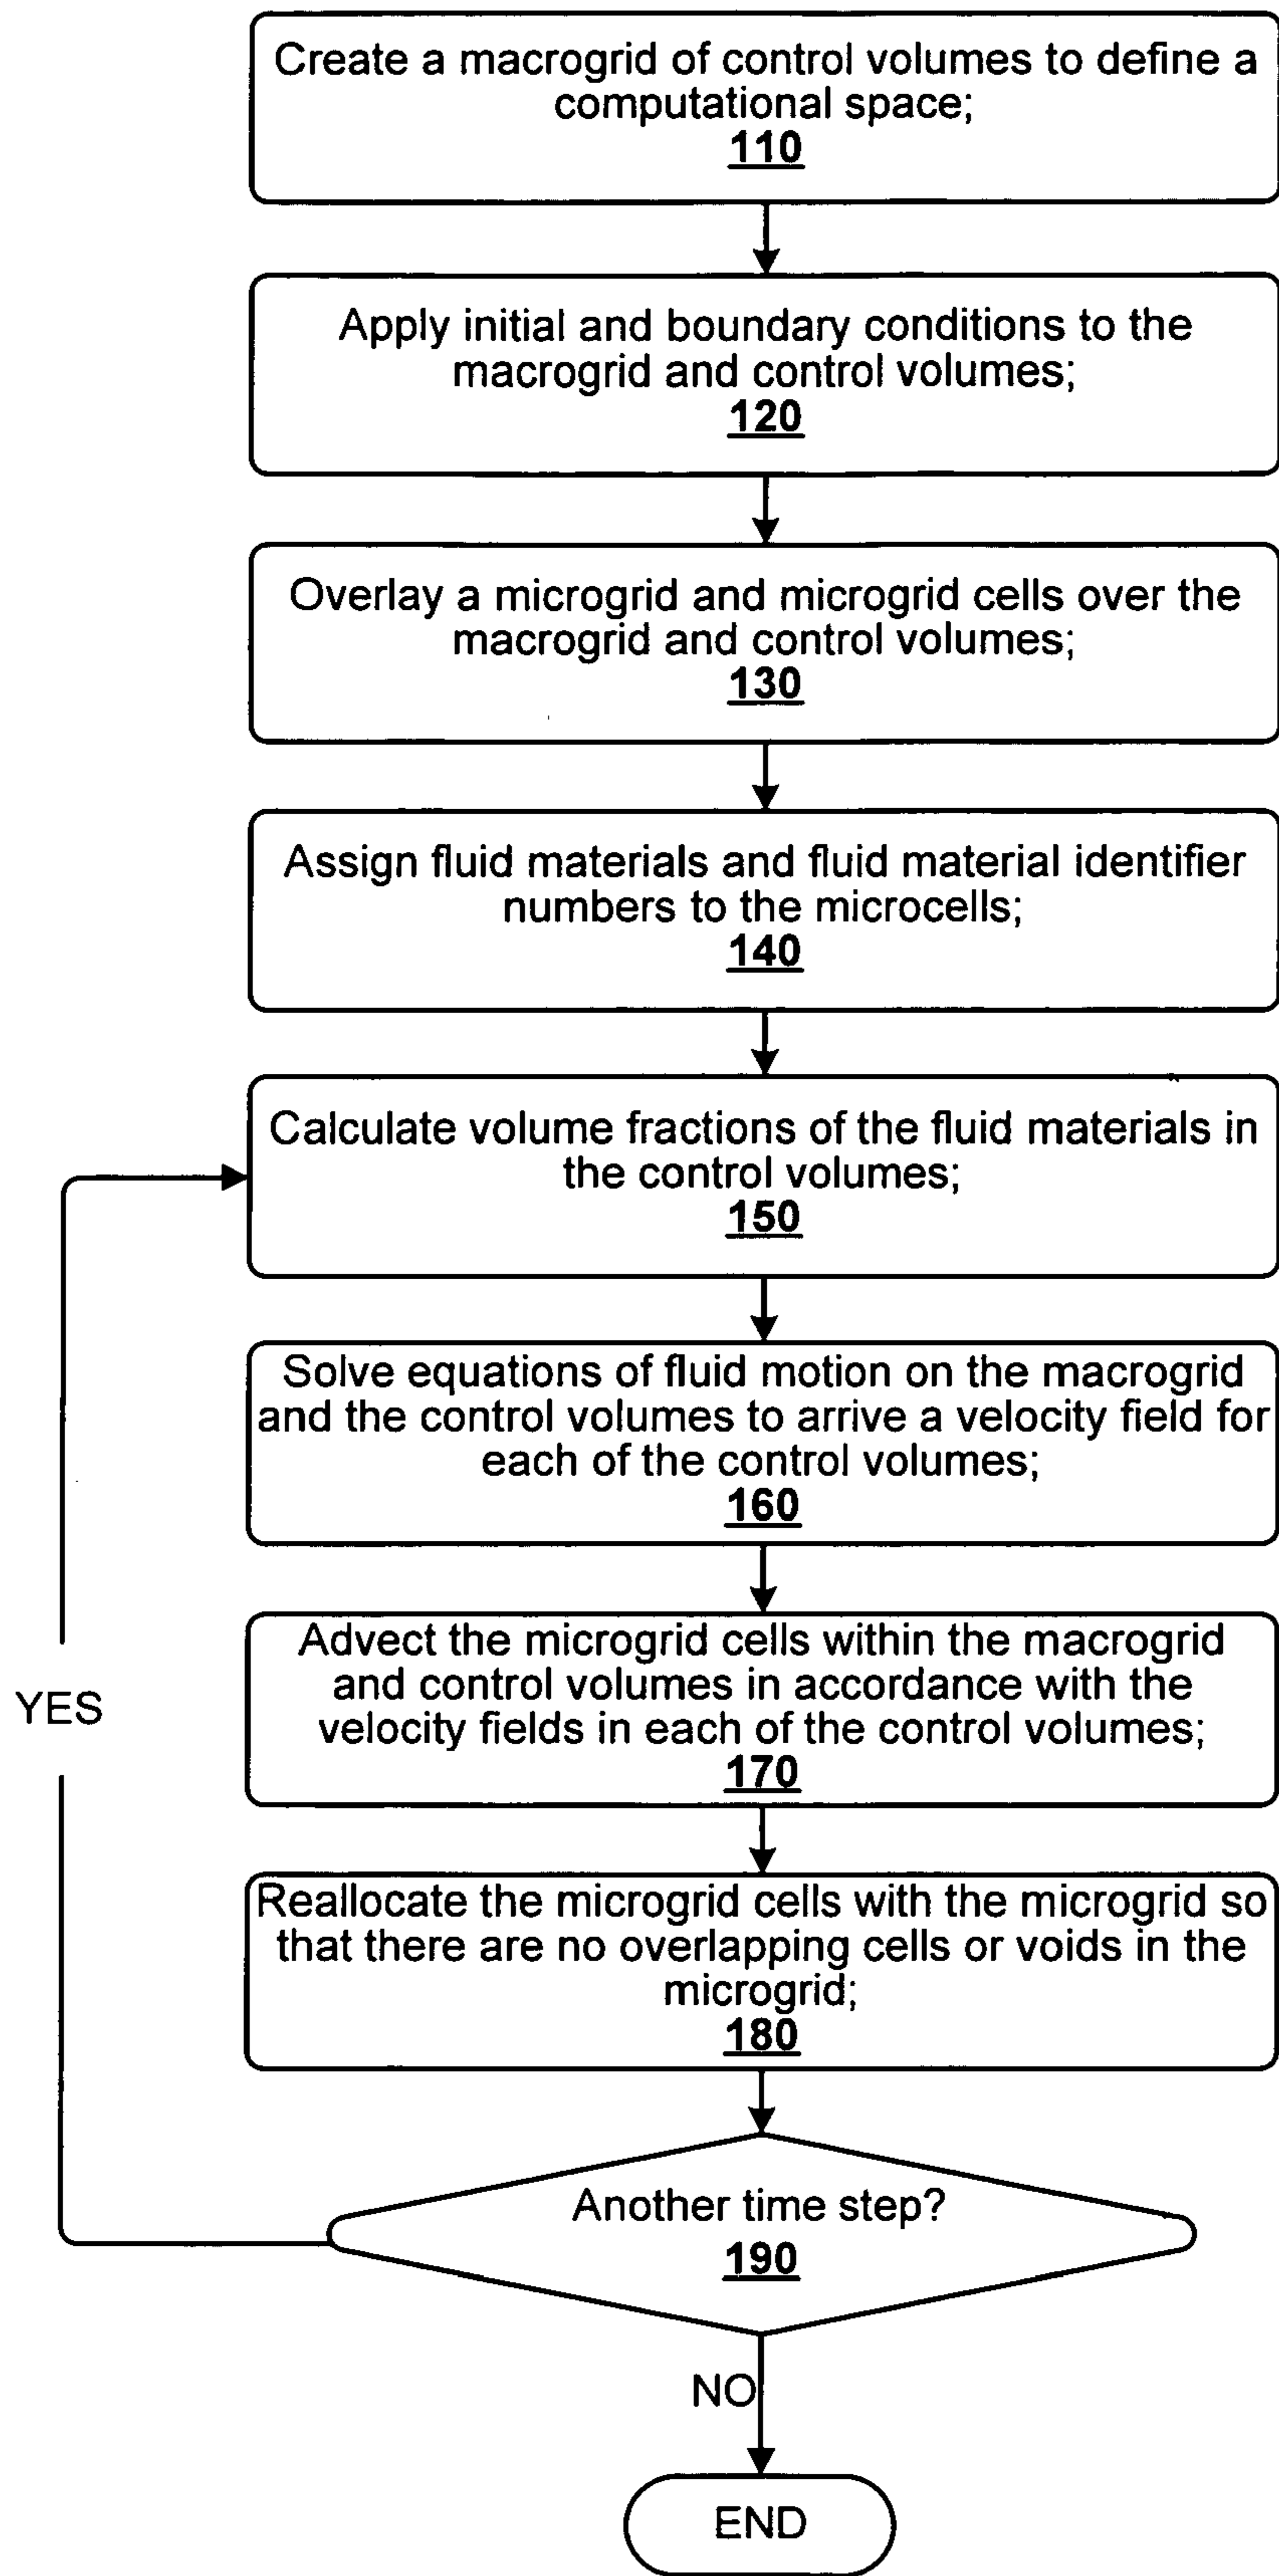 Create a macrogrid of control volumes to define a
computational space;
110
Apply initial and boundary conditions to the
macrogrid and control volumes;
120
Overlay a microgrid and microgrid cells over the
macrogrid and control volumes;
130
Assign fluid materials and fluid material identifier
numbers to the microcells;
140
Calculate volume fractions of the fluid materials in
the control volumes;
150
Solve equations of fluid motion on the macrogrid
and the control volumes to arrive a velocity field for
each of the control volumes;
160
Advect the microgrid cells within the macrogrid
and control volumes in accordance with the
velocity fields in each of the control volumes;
170
YES
Reallocate the microgrid cells with the microgrid so
that there are no overlapping cells or voids in the
microgrid;
180
Another time step?
190
NO
END